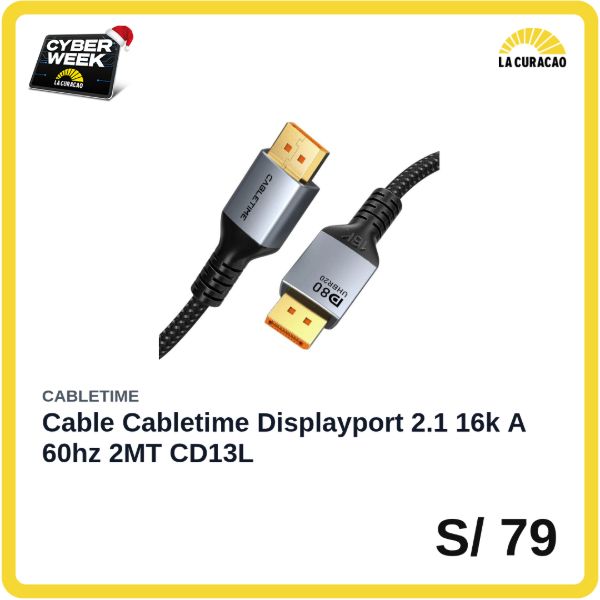 CYBER
WEEK
LA CURACAO
LA CURACAO
CABLETIME
16K
DP80
UHBR20
CABLETIME
Cable Cabletime Displayport 2.1 16k A
60hz 2MT CD13L
S/ 79